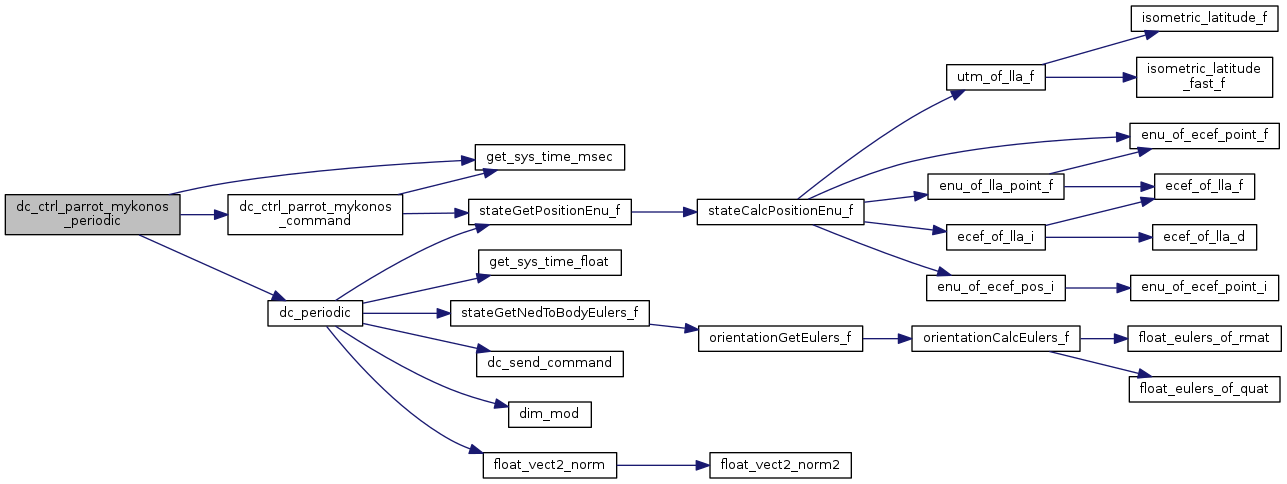 dc_ctrl_parrot_mykonos
_periodic
get_sys_time_msec
dc_ctrl_parrot_mykonos
_command
stateGetPositionEnu_f
get_sys_time_float
dc_periodic
stateGetNedToBodyEulers_f
dc_send_command
dim_mod
float_vect2_norm
stateCalcPositionEnu_f
orientationGetEulers_f
float_vect2_norm2
utm_of_lla_f
enu_of_lla_point_f
ecef_of_lla_i
enu_of_ecef_pos_i
orientationCalcEulers_f
isometric_latitude_f
isometric_latitude
_fast_f
enu_of_ecef_point_f
ecef_of_lla_f
ecef_of_lla_d
enu_of_ecef_point_i
float_eulers_of_rmat
float_eulers_of_quat